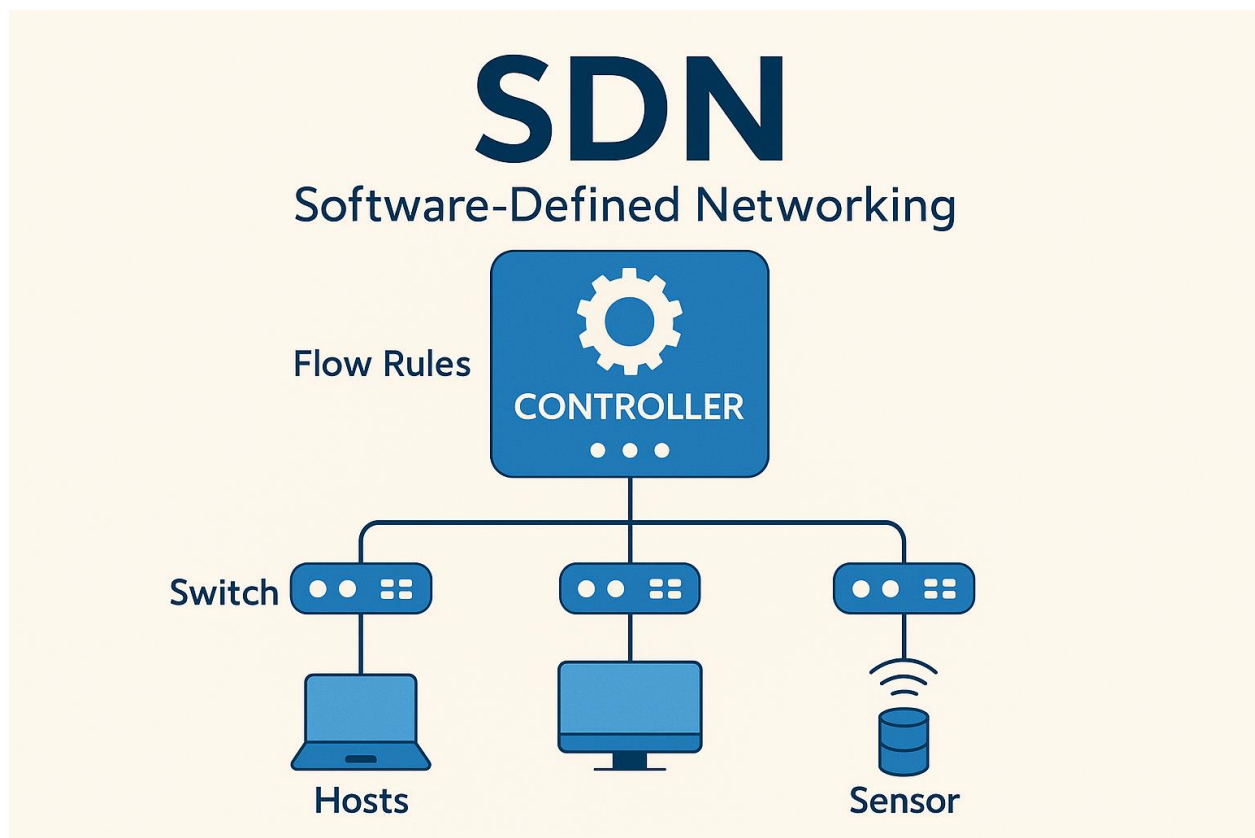 SDN
Software-Defined Networking
Flow Rules
CONTROLLER
Switch
Hosts
Sensor